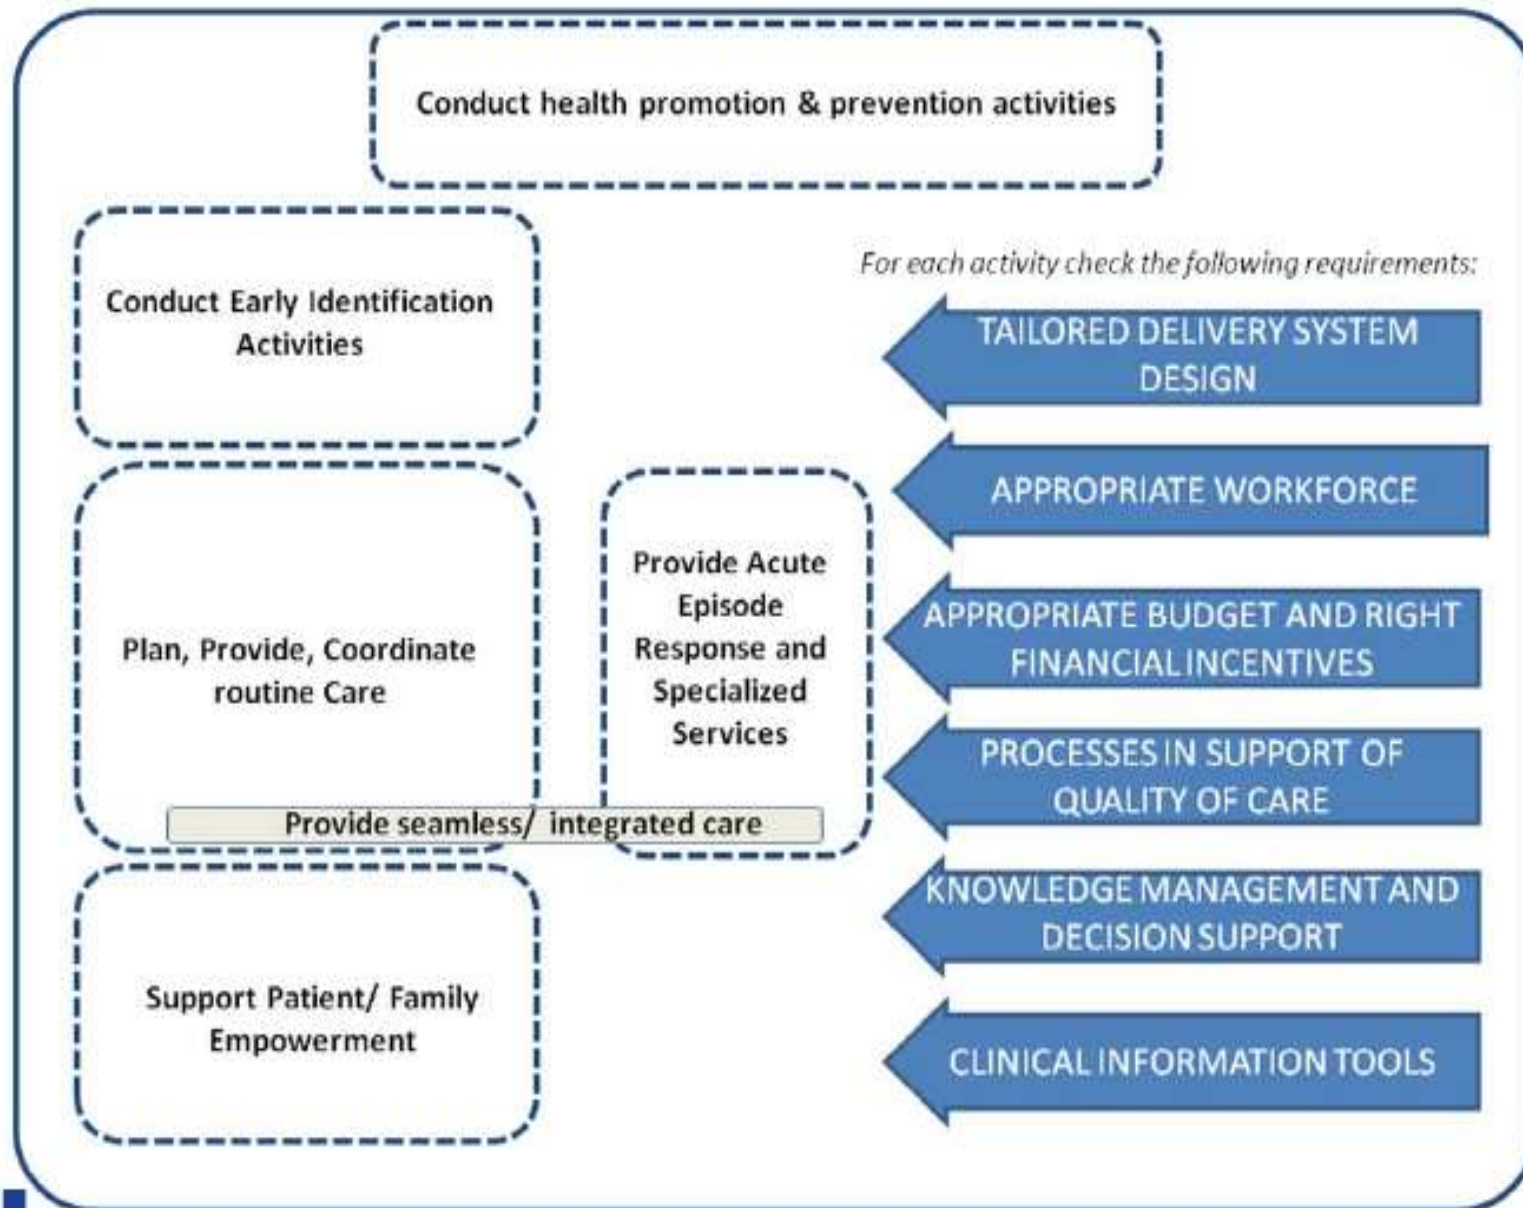 Conduct health promotion & prevention activities
Conduct Early Identification
Activities
Plan, Provide, Coordinate
routine Care
Provide Acute
Episode
Response and
Specialized
Services
Provide seamless/ integrated care
Support Patient/ Family
Empowerment
For each activity check the following requirements:
TAILORED DELIVERY SYSTEM
DESIGN
APPROPRIATE WORKFORCE
APPROPRIATE BUDGET AND RIGHT
FINANCIAL INCENTIVES
PROCESSES IN SUPPORT OF
QUALITY OF CARE
KNOWLEDGE MANAGEMENT AND
DECISION SUPPORT
CLINICAL INFORMATION TOOLS